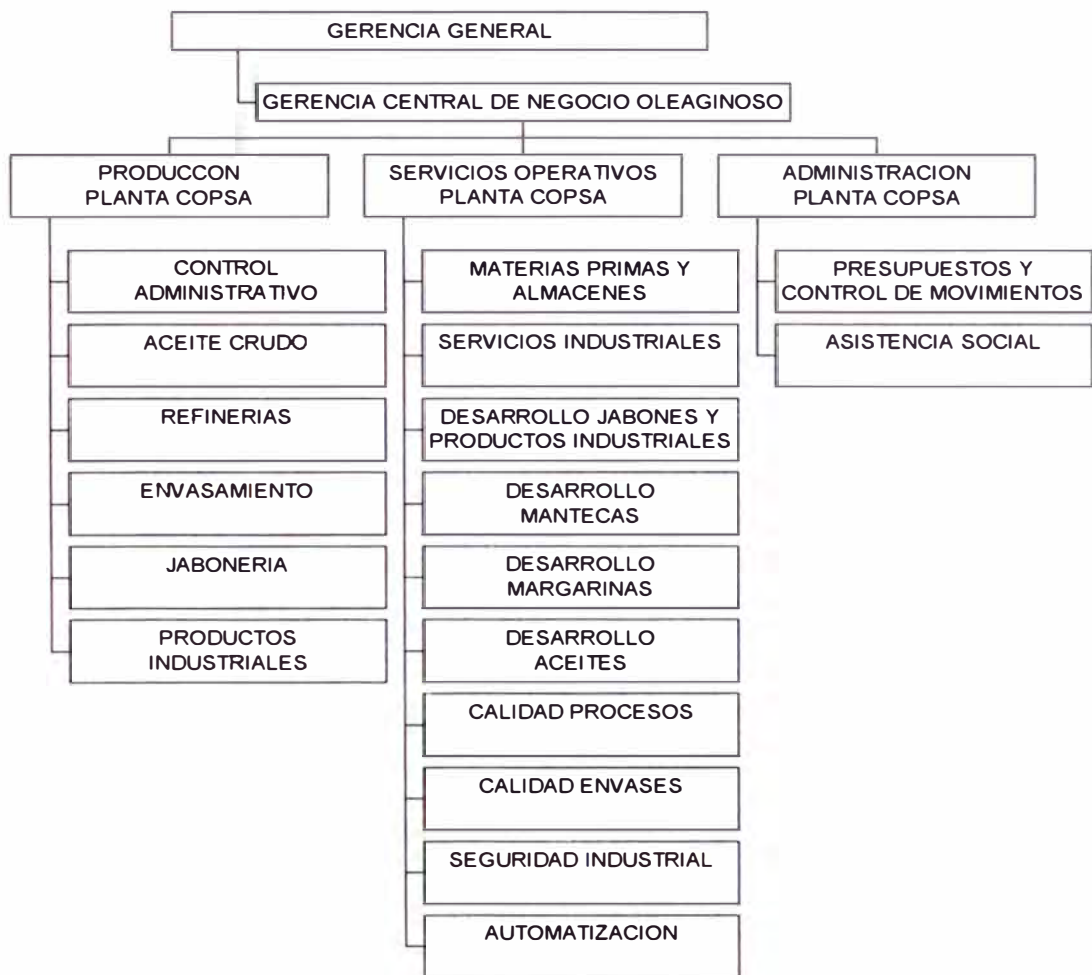 GERENCIA GENERAL
GERENCIA CENTRAL DE NEGOCIO OLEAGINOSO
PRODUCCON
PLANTA COPSA
CONTROL
ADMINISTRATIVO
ACEITE CRUDO
REFINERIAS
ENVASAMIENTO
JABONERIA
PRODUCTOS
INDUSTRIALES
SERVICIOS OPERATIVOS
PLANTA COPSA
MATERIAS PRIMAS Y
ALMACENES
SERVICIOS INDUSTRIALES
DESARROLLO JABONES Y
PRODUCTOS INDUSTRIALES
DESARROLLO
MANTECAS
DESARROLLO
MARGARINAS
DESARROLLO
ACEITES
CALIDAD PROCESOS
CALIDAD ENVASES
SEGURIDAD INDUSTRIAL
AUTOMATIZACION
ADMINISTRACION
PLANTA COPSA
PRESUPUESTOS Y
CONTROL DE MOVIMIENTOS
ASISTENCIA SOCIAL